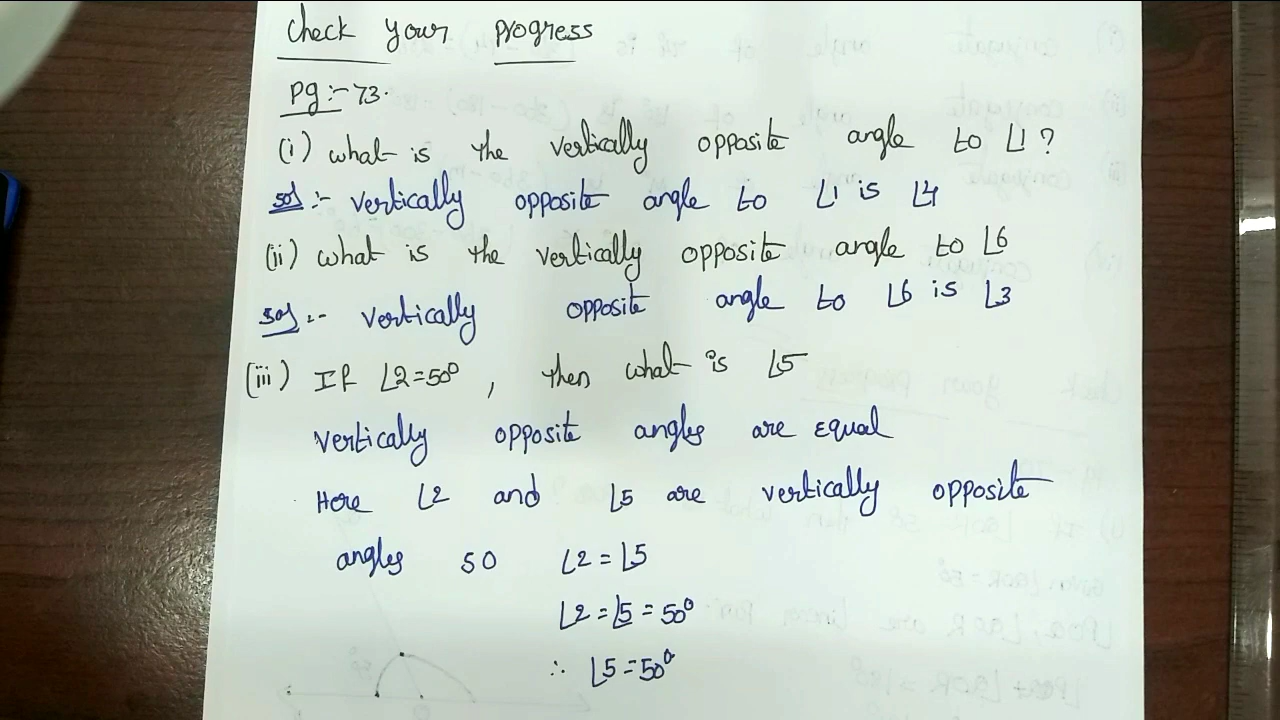 Check your progress
Pg:- 73.
(i) what is the vertically opposite angle to ∠1?
sol:- vertically opposite angle to ∠1 is ∠4
(ii) what is the vertically opposite angle to ∠6
sol:- vertically opposite angle to ∠6 is ∠3
(iii) If ∠2=50°, then what is ∠5
vertically opposite angles are equal
Here ∠2 and ∠5 are vertically opposite
angles so ∠2=∠5
∠2=∠5=50°
∴ ∠5=50°